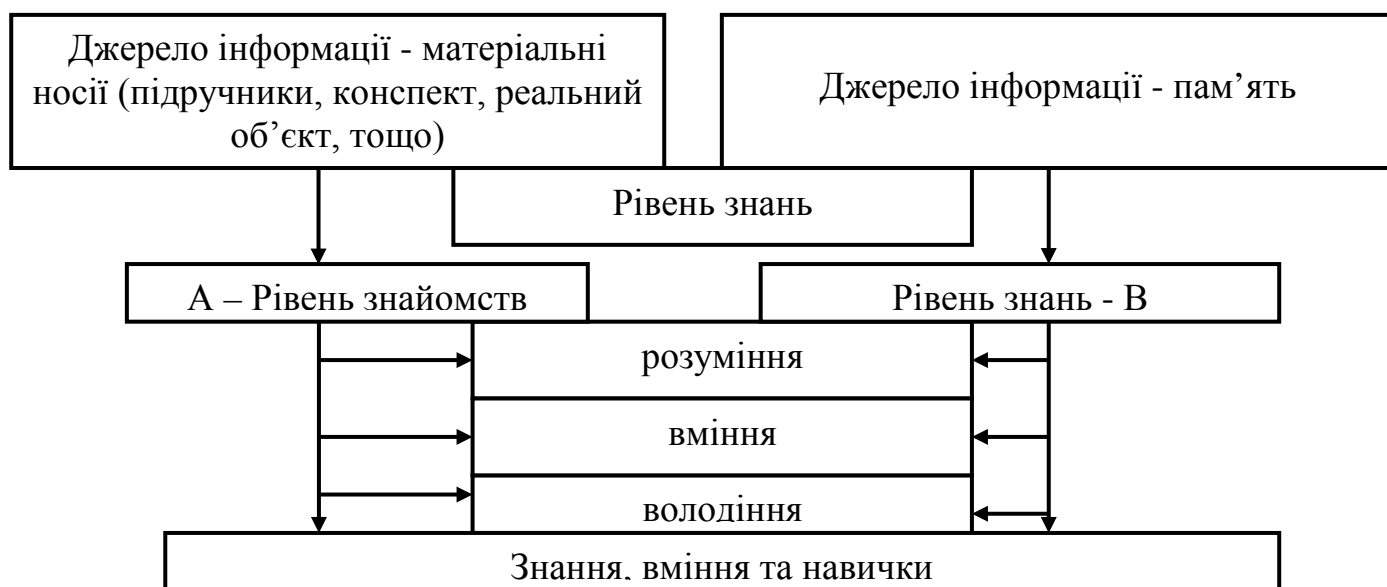 Джерело інформації - матеріальні
носії (підручники, конспект, реальний
об’єкт, тощо)
Джерело інформації - пам’ять
Рівень знань
А – Рівень знайомств
Рівень знань - В
розуміння
вміння
володіння
Знання, вміння та навички